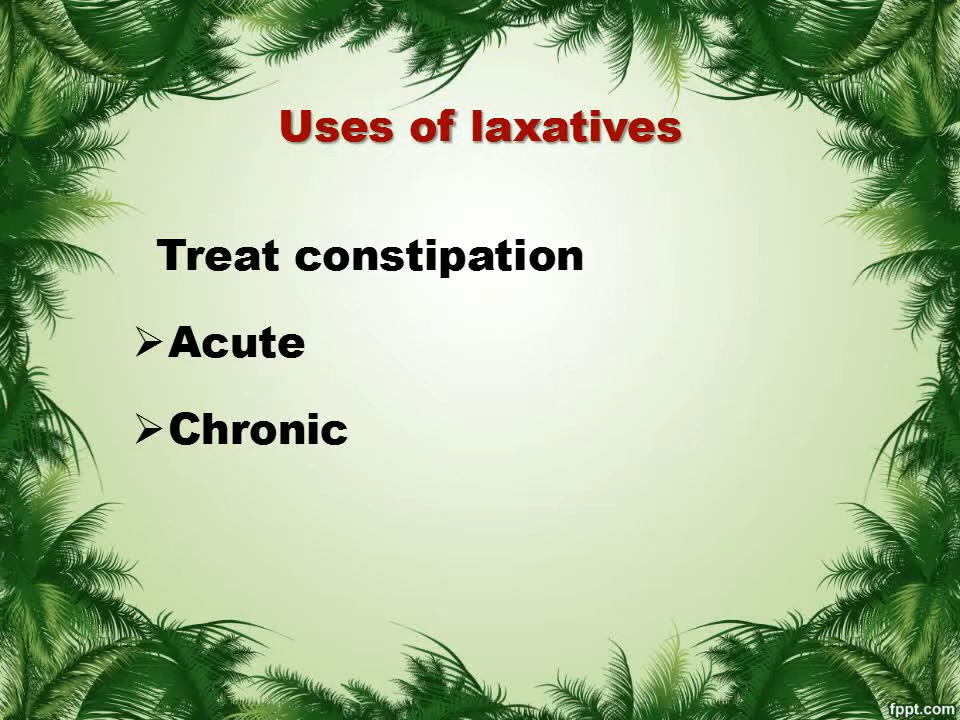 Uses of laxatives
Treat constipation
➢Acute
➢Chronic
fppt.com